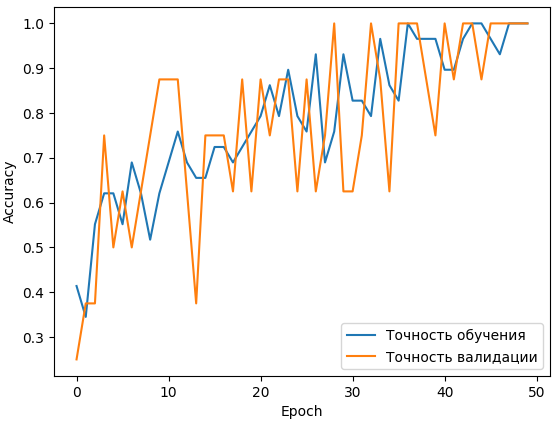 1.0
0.9
0.8
0.7
0.6
0.5
0.4
0.3
Accuracy
0 10 20 30 40 50
Epoch
Точность обучения
Точность валидации